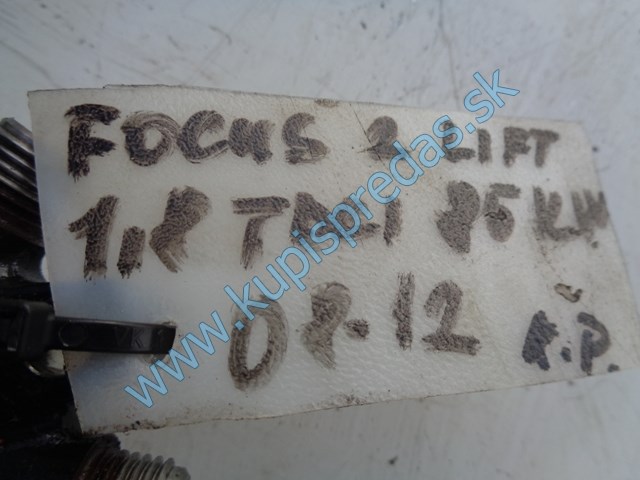 FOCUS 2 LIFT
1,8 TDCI 85 KW
08-12
P.P.
www.kupispredas.sk